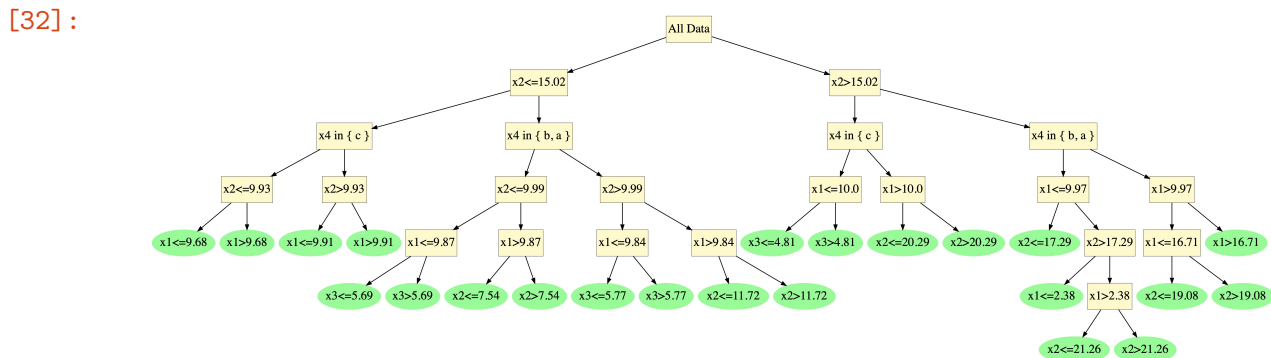 [32]:
All Data
x2<=15.02 x2>15.02
x4 in { c } x4 in { b, a } x4 in { c } x4 in { b, a }
x2<=9.93 x2>9.93 x2<=9.99 x2>9.99 x1<=10.0 x1>10.0 x1<=9.97 x1>9.97
x1<=9.68 x1>9.68 x1<=9.91 x1>9.91 x1<=9.87 x1>9.87 x1<=9.84 x1>9.84 x3<=4.81 x3>4.81 x2<=20.29 x2>20.29 x2<=17.29 x2>17.29 x1<=16.71 x1>16.71
x3<=5.69 x3>5.69 x2<=7.54 x2>7.54 x3<=5.77 x3>5.77 x2<=11.72 x2>11.72 x1<=2.38 x1>2.38 x2<=19.08 x2>19.08
x2<=21.26 x2>21.26